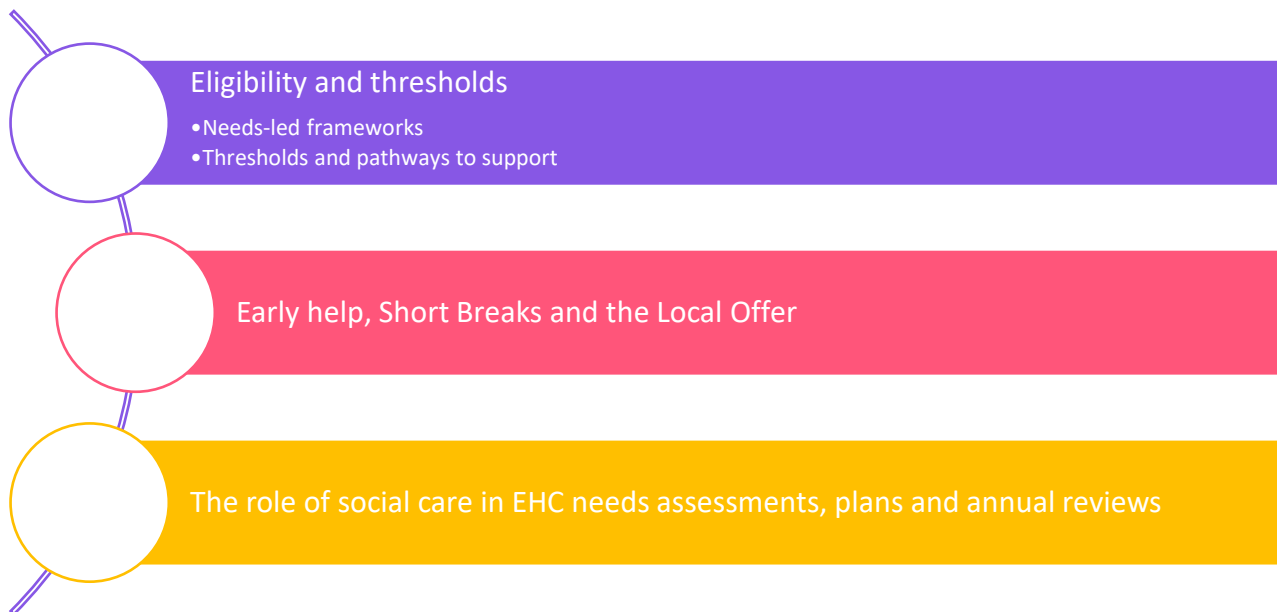 Eligibility and thresholds
•Needs-led frameworks
•Thresholds and pathways to support
Early help, Short Breaks and the Local Offer
The role of social care in EHC needs assessments, plans and annual reviews